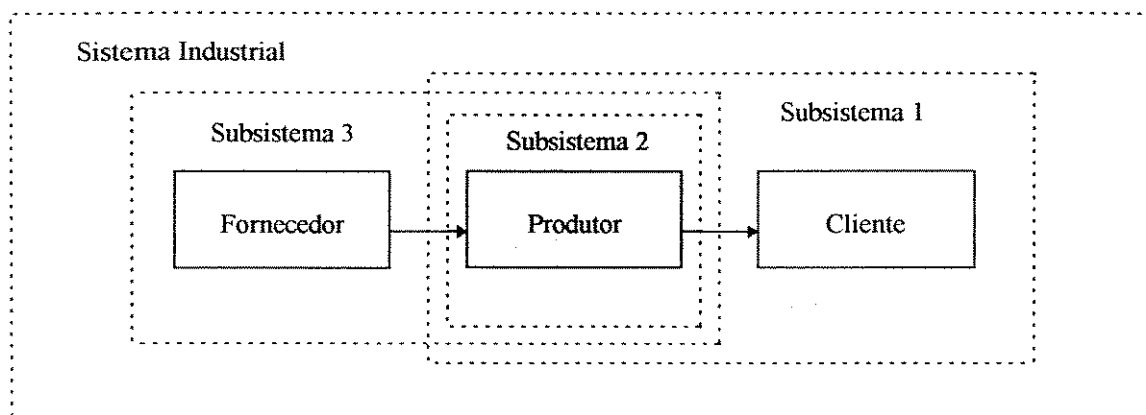 Sistema Industrial
Subsistema 1
Subsistema 3
Subsistema 2
Fornecedor
Produtor
Cliente